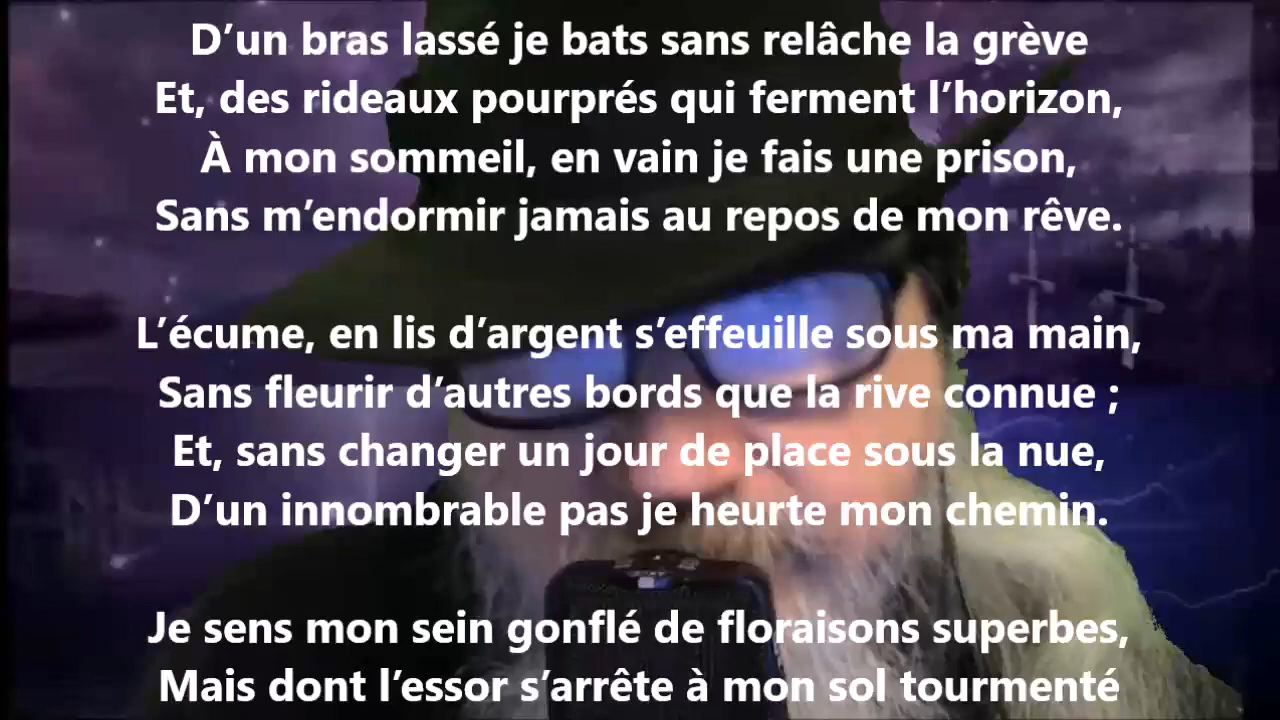 D’un bras lassé je bats sans relâche la grève
Et, des rideaux pourprés qui ferment l’horizon,
À mon sommeil, en vain je fais une prison,
Sans m’endormir jamais au repos de mon rêve.
L’écume, en lis d’argent s’effeuille sous ma main,
Sans fleurir d’autres bords que la rive connue ;
Et, sans changer un jour de place sous la nue,
D’un innombrable pas je heurte mon chemin.
Je sens mon sein gonflé de floraisons superbes,
Mais dont l’essor s’arrête à mon sol tourmenté